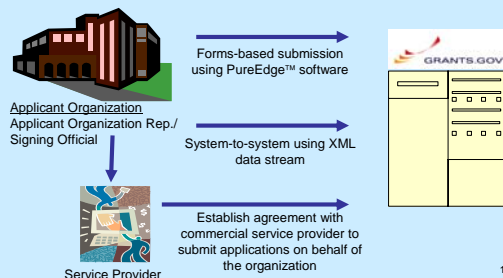 Forms-based submission
using PureEdge™ software
GRANTS.GOV
Applicant Organization
Applicant Organization Rep./
Signing Official
System-to-system using XML
data stream
Establish agreement with
commercial service provider to
submit applications on behalf of
the organization
Service Provider